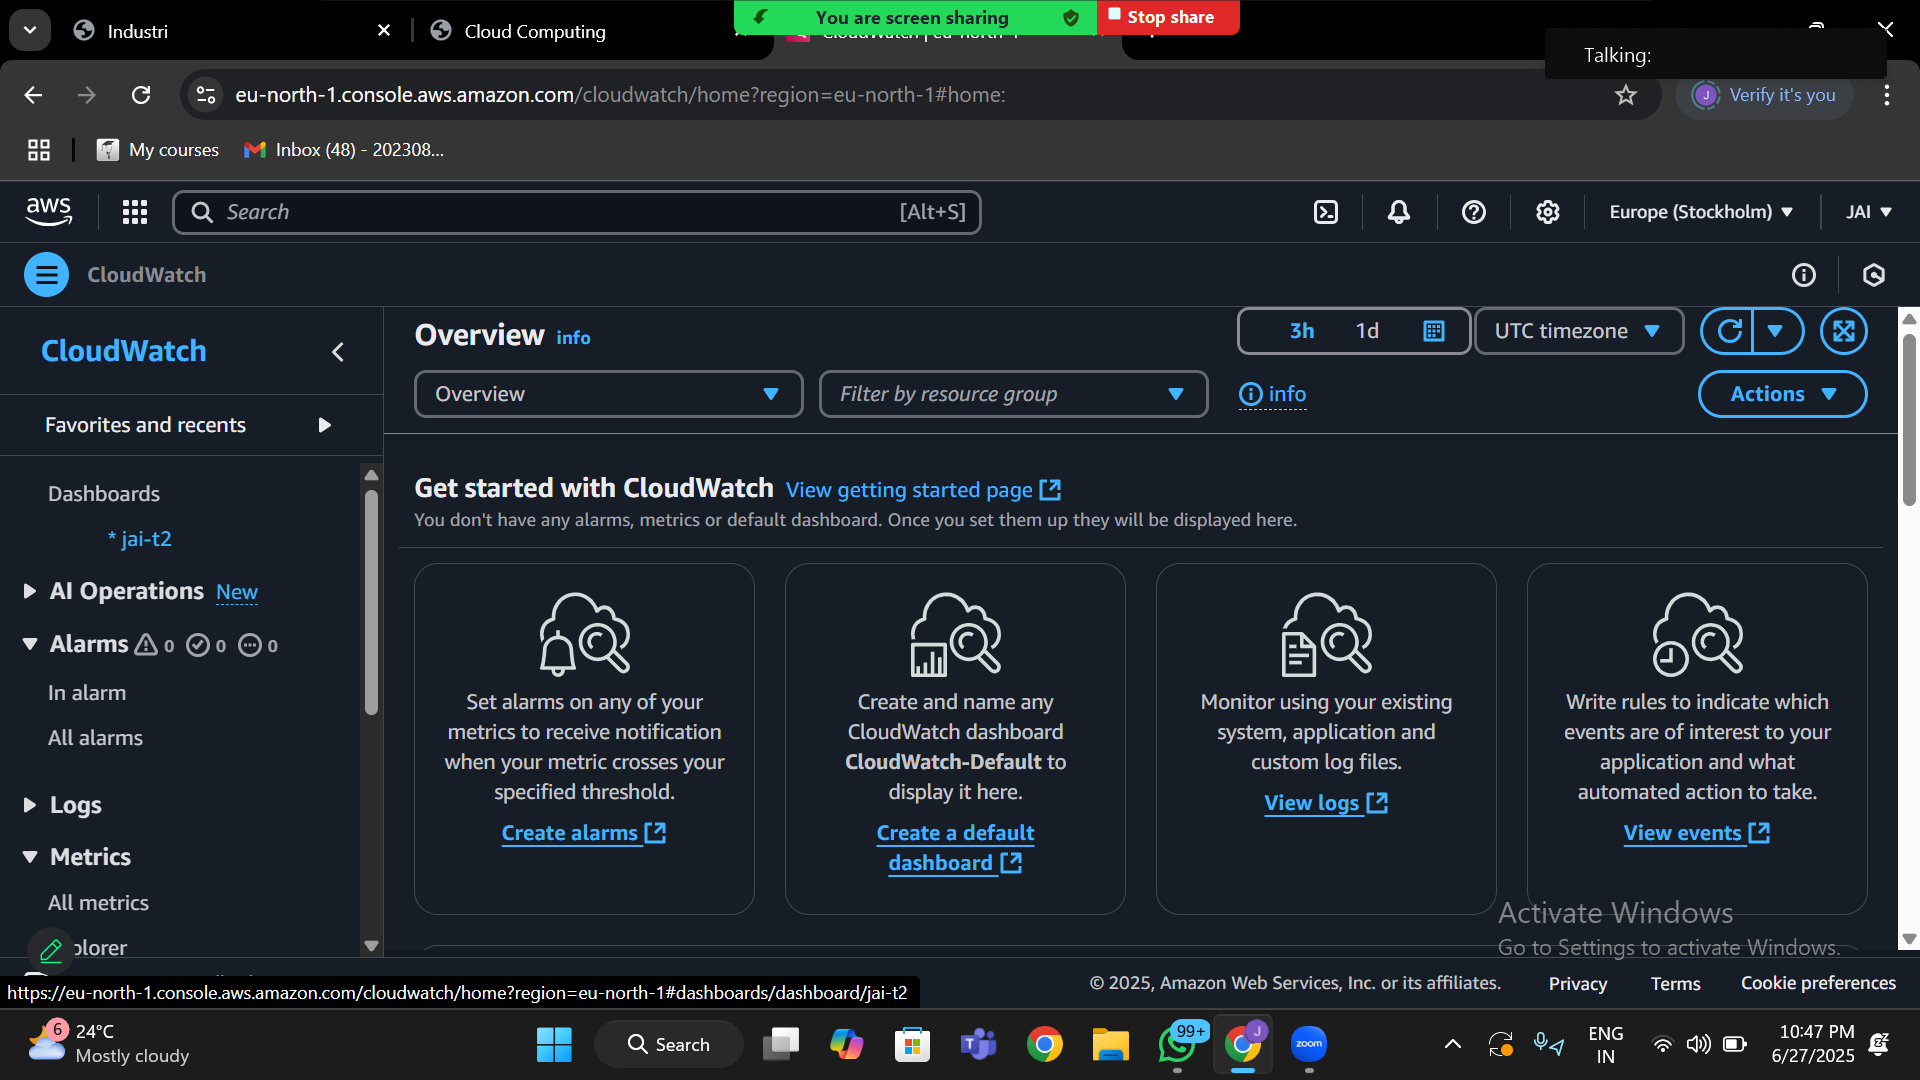 Industri
Cloud Computing
You are screen sharing
Stop share
Talking:
eu-north-1.console.aws.amazon.com/cloudwatch/home?region=eu-north-1#home:
J
Verify it's you
My courses
Inbox (48) - 202308...
aws
Search
[Alt+S]
Europe (Stockholm)
JAI
CloudWatch
CloudWatch
Favorites and recents
Dashboards
* jai-t2
AI Operations New
Alarms 0 0 0
In alarm
All alarms
Logs
Metrics
All metrics
plorer
Overview info
3h
1d
UTC timezone
Overview
Filter by resource group
info
Actions
Get started with CloudWatch View getting started page
You don't have any alarms, metrics or default dashboard. Once you set them up they will be displayed here.
Set alarms on any of your
metrics to receive notification
when your metric crosses your
specified threshold.
Create alarms
Create and name any
CloudWatch dashboard
CloudWatch-Default to
display it here.
Create a default
dashboard
Monitor using your existing
system, application and
custom log files.
View logs
Write rules to indicate which
events are of interest to your
application and what
automated action to take.
View events
Activate Windows
Go to Settings to activate Windows.
https://eu-north-1.console.aws.amazon.com/cloudwatch/home?region=eu-north-1#dashboards/dashboard/jai-t2
© 2025, Amazon Web Services, Inc. or its affiliates.
Privacy
Terms
Cookie preferences
6
24°C
Mostly cloudy
Search
99+
J
zoom
ENG
IN
10:47 PM
6/27/2025